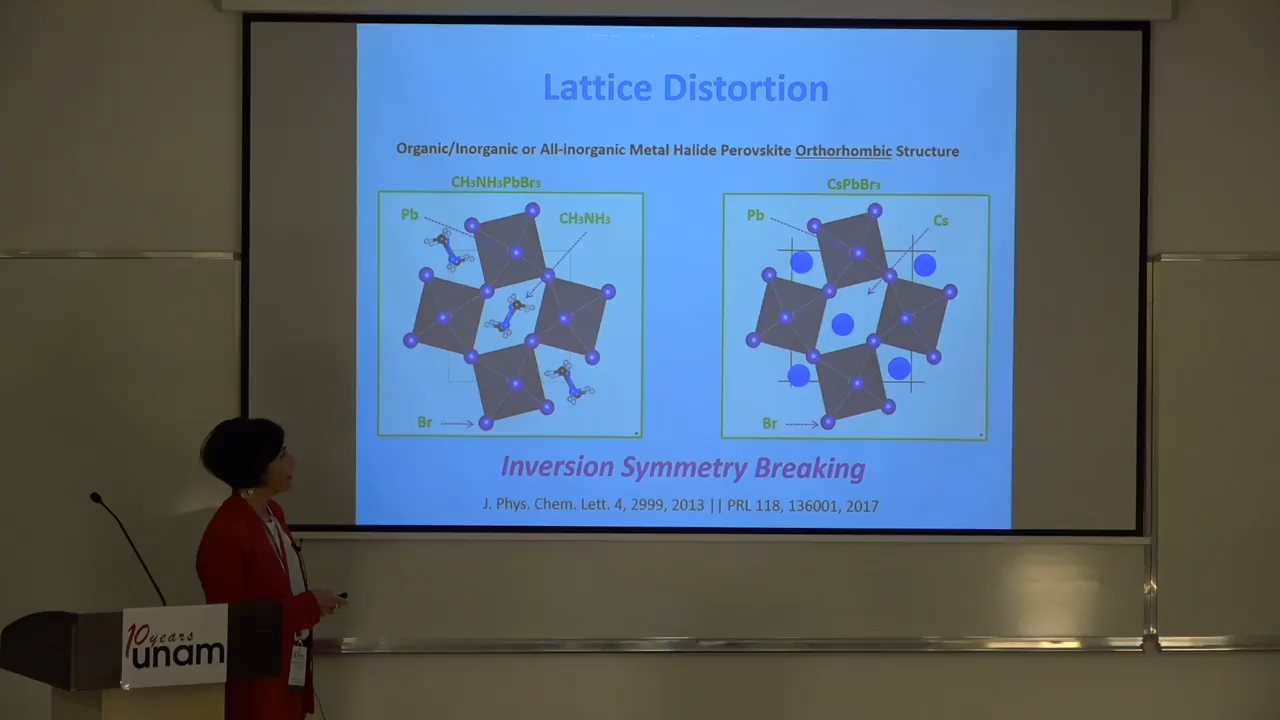 Lattice Distortion
Organic/Inorganic or All-inorganic Metal Halide Perovskite Orthorhombic Structure
CH₃NH₃PbBr₃
Pb
CH₃NH₃
Br
CsPbBr₃
Pb
Cs
Br
Inversion Symmetry Breaking
J. Phys. Chem. Lett. 4, 2999, 2013 || PRL 118, 136001, 2017
10 years
unam